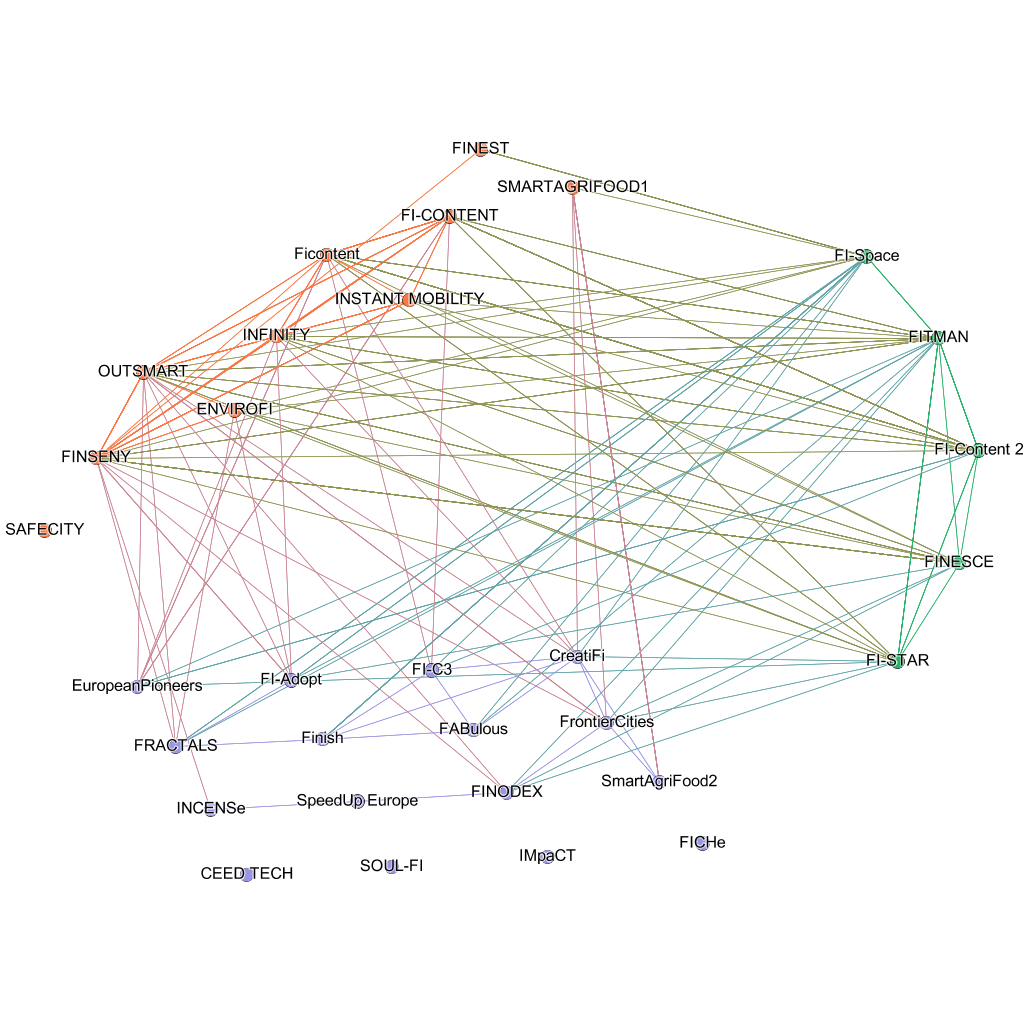 FINEST
SMARTAGRIFOOD1
FI-CONTENT
Ficontent
FI-Space
INSTANT MOBILITY
INFINITY
FITMAN
OUTSMART
ENVIROFI
FINSENY
FI-Content 2
SAFECITY
FINESCE
CreatiFi
FI-STAR
FI-C3
FI-Adopt
EuropeanPioneers
FrontierCities
FABulous
Finish
FRACTALS
SmartAgriFood2
FINODEX
SpeedUp Europe
INCENSe
FICHe
IMpaCT
SOUL-FI
CEED TECH